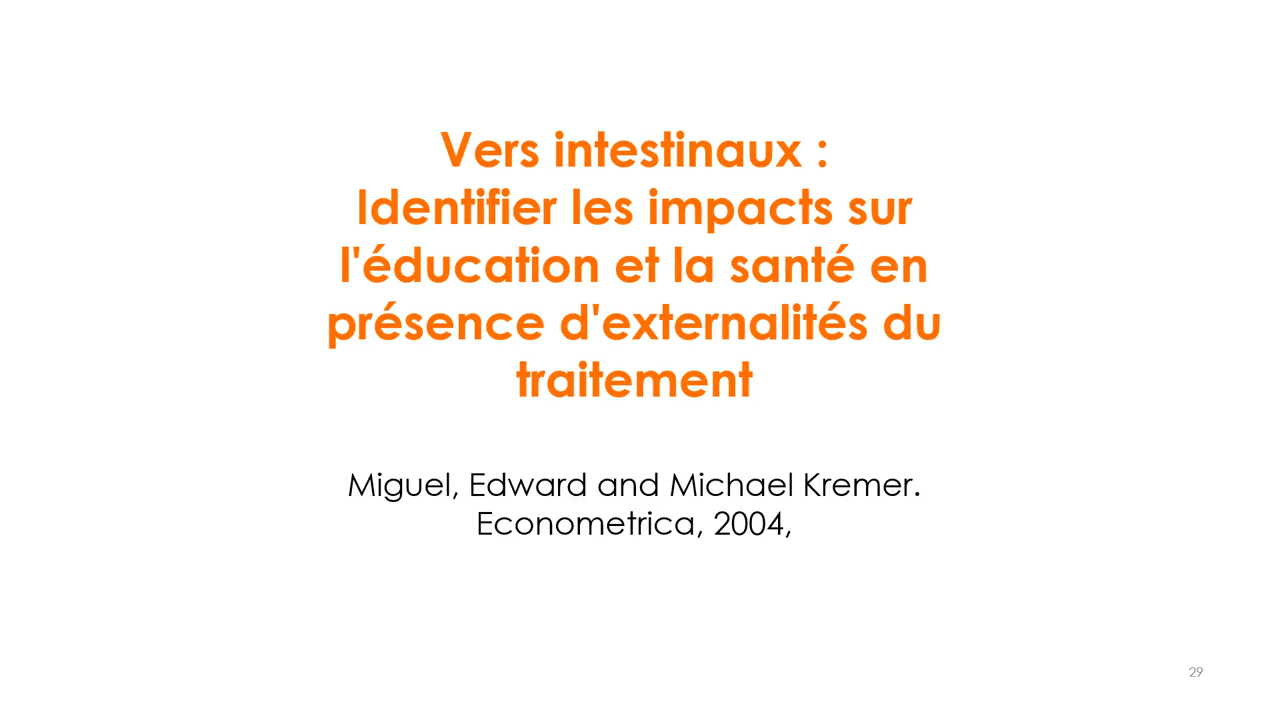 Vers intestinaux :
Identifier les impacts sur
l'éducation et la santé en
présence d'externalités du
traitement
Miguel, Edward and Michael Kremer.
Econometrica, 2004,
29